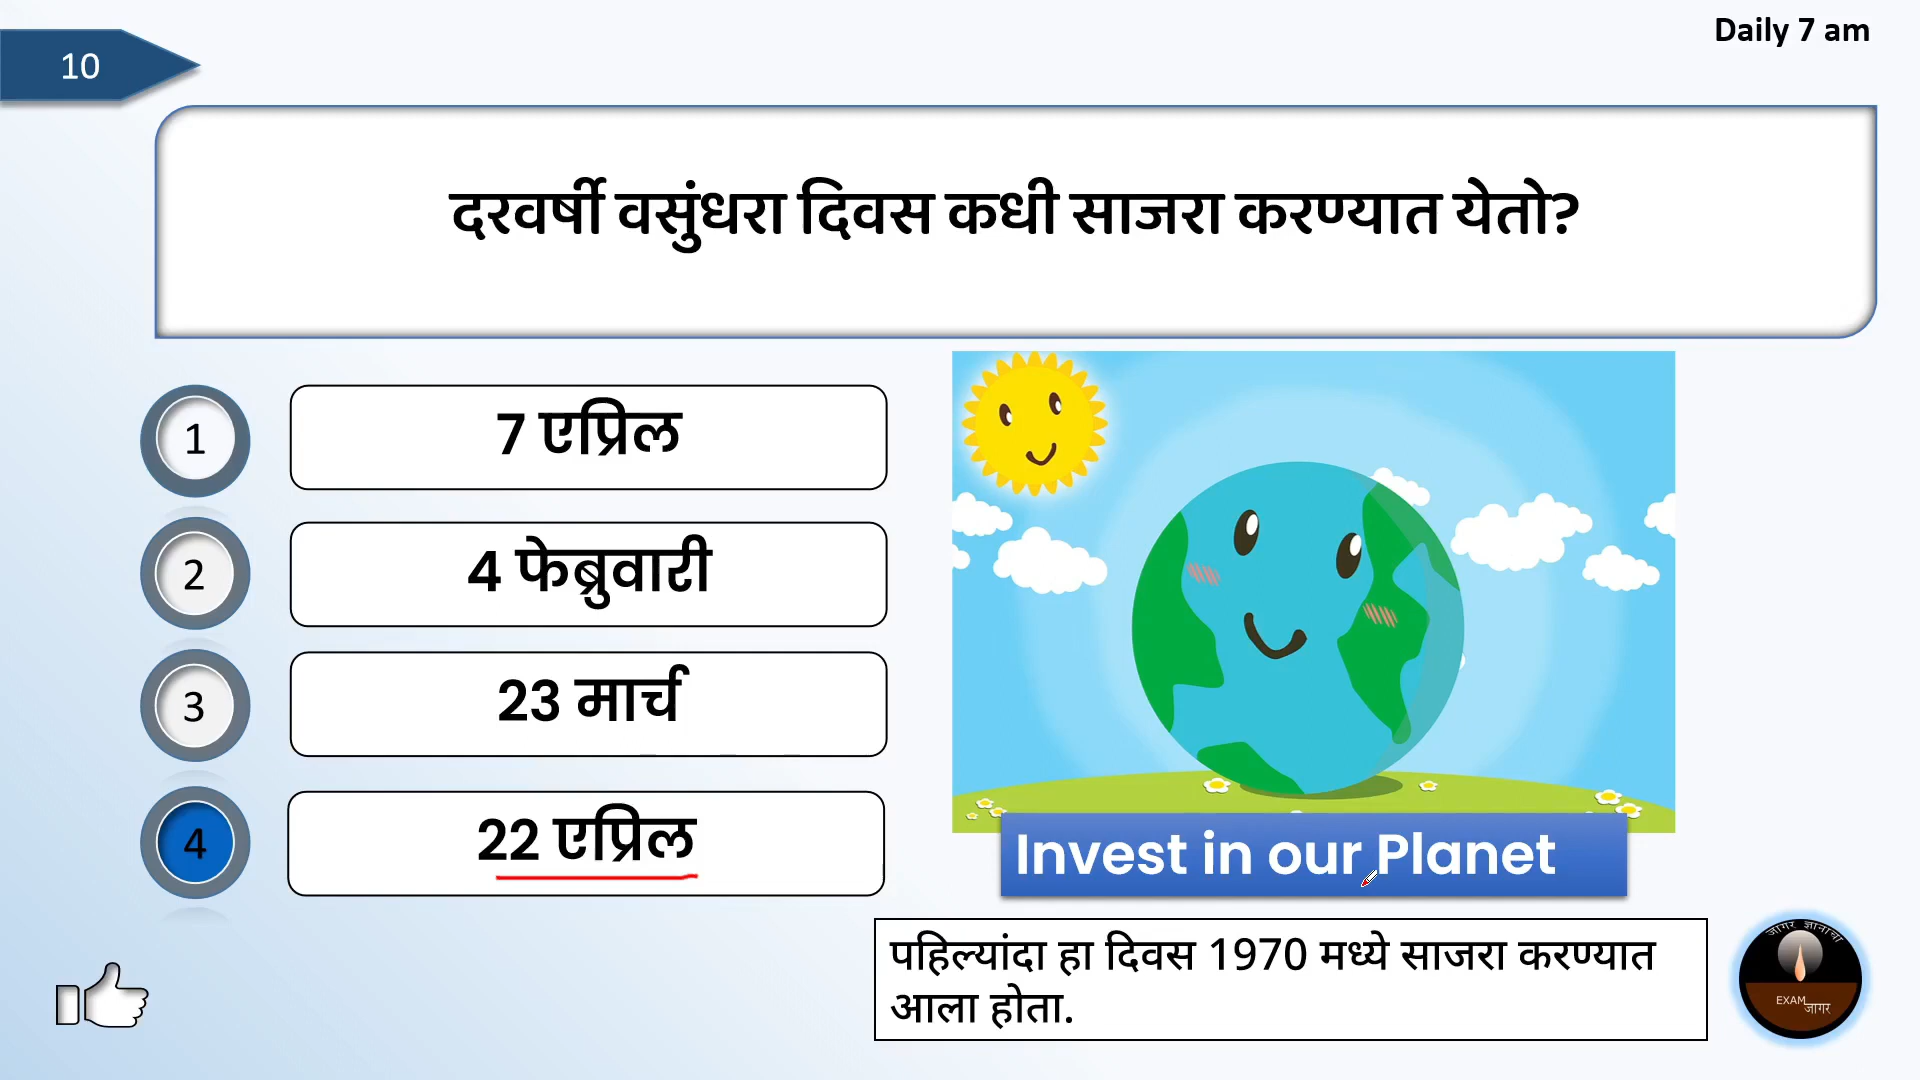 Daily 7 am
10
दरवर्षी वसुंधरा दिवस कधी साजरा करण्यात येतो?
1
7 एप्रिल
2
4 फेब्रुवारी
3
23 मार्च
4
22 एप्रिल
Invest in our Planet
पहिल्यांदा हा दिवस 1970 मध्ये साजरा करण्यात
आला होता.
जागर ज्ञानाचा
EXAM जागर